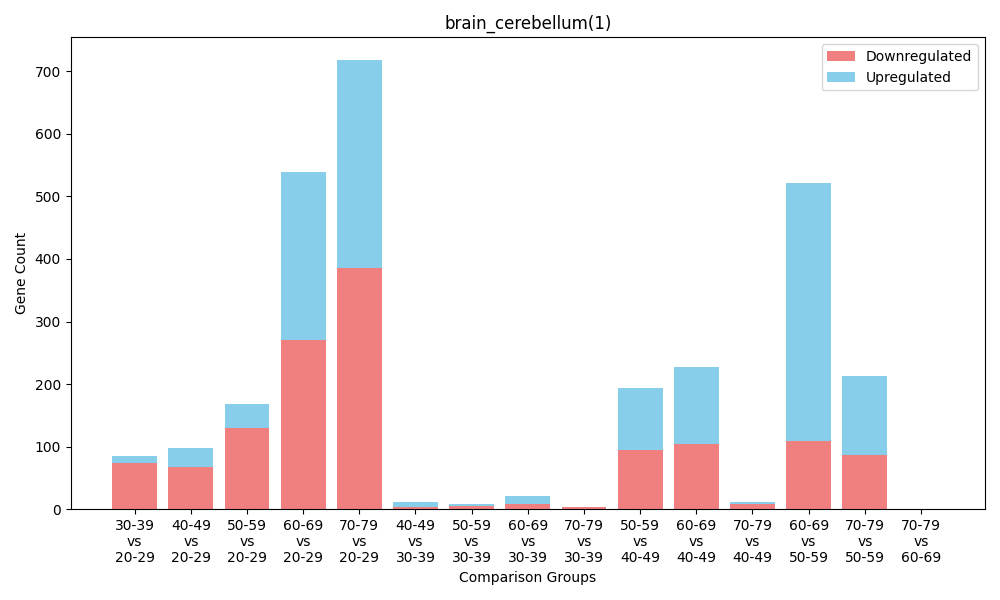 brain_cerebellum(1)
Downregulated
Upregulated
Gene Count
700
600
500
400
300
200
100
0
30-39
vs
20-29
40-49
vs
20-29
50-59
vs
20-29
60-69
vs
20-29
70-79
vs
20-29
40-49
vs
30-39
50-59
vs
30-39
60-69
vs
30-39
70-79
vs
30-39
50-59
vs
40-49
60-69
vs
40-49
70-79
vs
40-49
60-69
vs
50-59
70-79
vs
50-59
70-79
vs
60-69
Comparison Groups